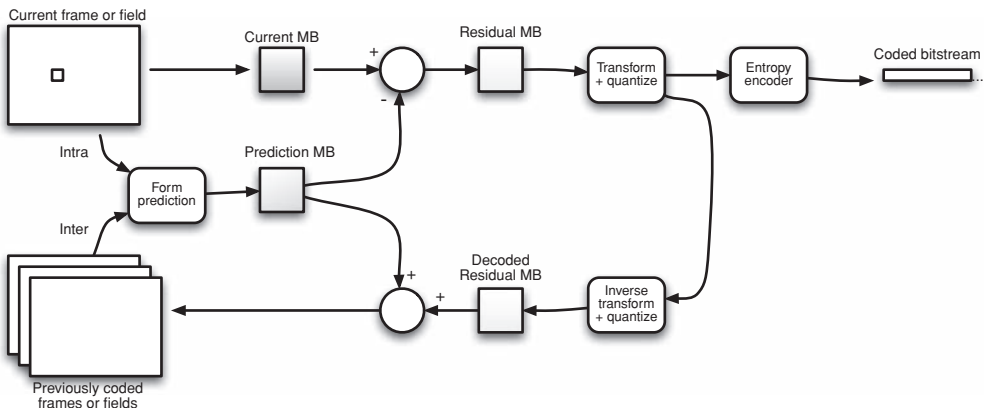 Current frame or field
Current MB
Residual MB
Coded bitstream
+
-
Transform
+ quantize
Entropy
encoder
...
Intra
Prediction MB
Form
prediction
Inter
Decoded
Residual MB
+
+
Inverse
transform
+ quantize
Previously coded
frames or fields